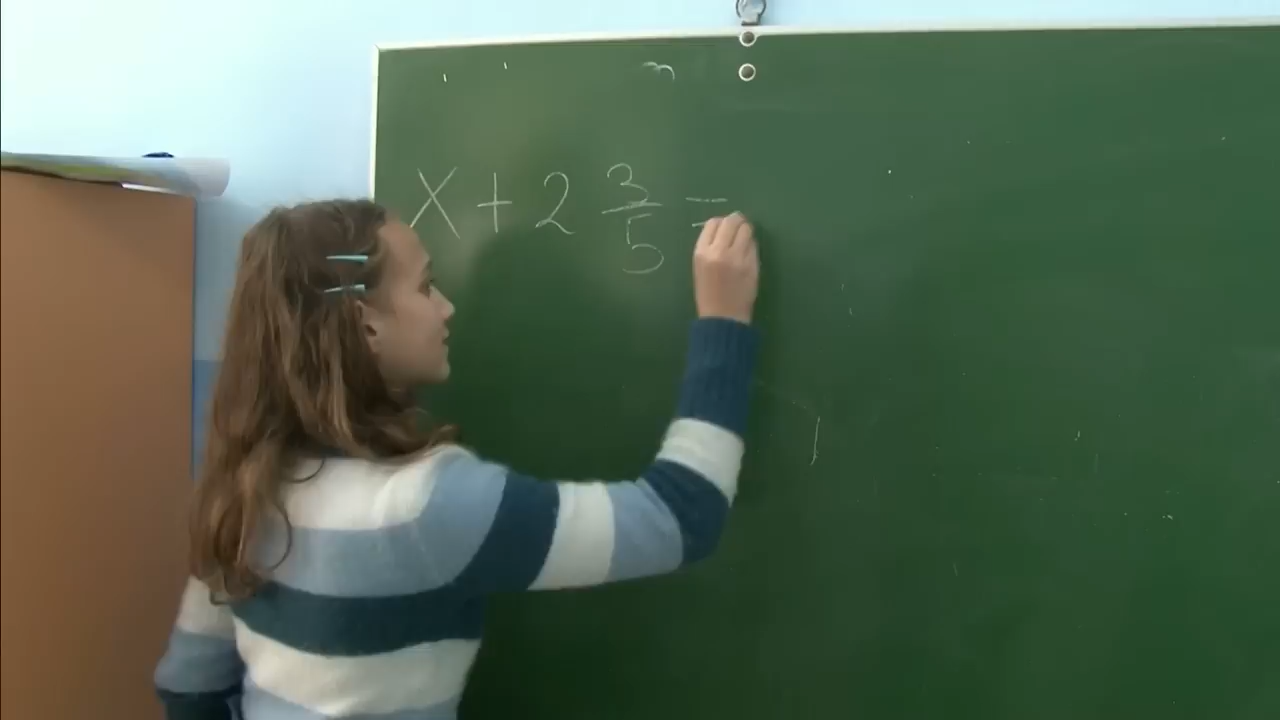 x + 2 3/5 =